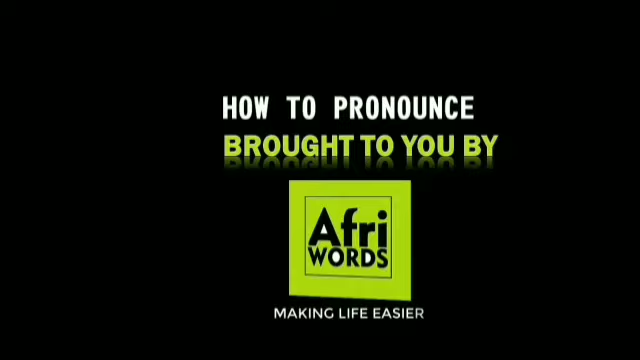 HOW TO PRONOUNCE
BROUGHT TO YOU BY
Afri
WORDS
MAKING LIFE EASIER